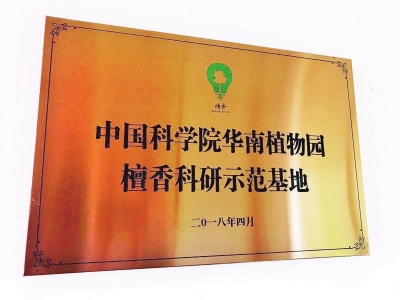 中国科学院华南植物园
檀香科研示范基地
二〇一八年四月